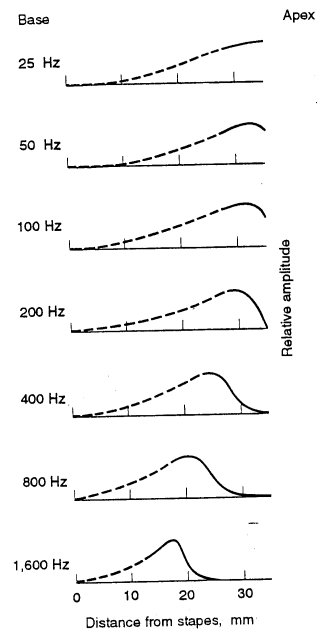 Base Apex
25 Hz
50 Hz
100 Hz
200 Hz
Relative amplitude
400 Hz
800 Hz
1,600 Hz
0 10 20 30
Distance from stapes, mm